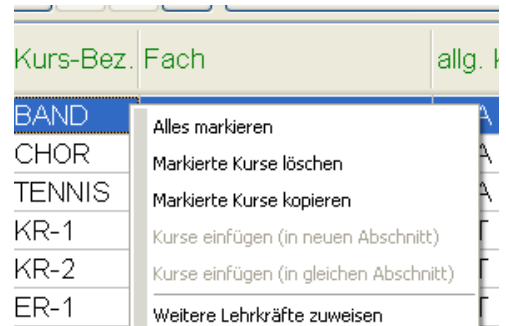 Kurs-Bez. Fach allg.
BAND
Alles markieren
CHOR
Markierte Kurse löschen
TENNIS
Markierte Kurse kopieren
KR-1
Kurse einfügen (in neuen Abschnitt)
KR-2
Kurse einfügen (in gleichen Abschnitt)
ER-1
Weitere Lehrkräfte zuweisen